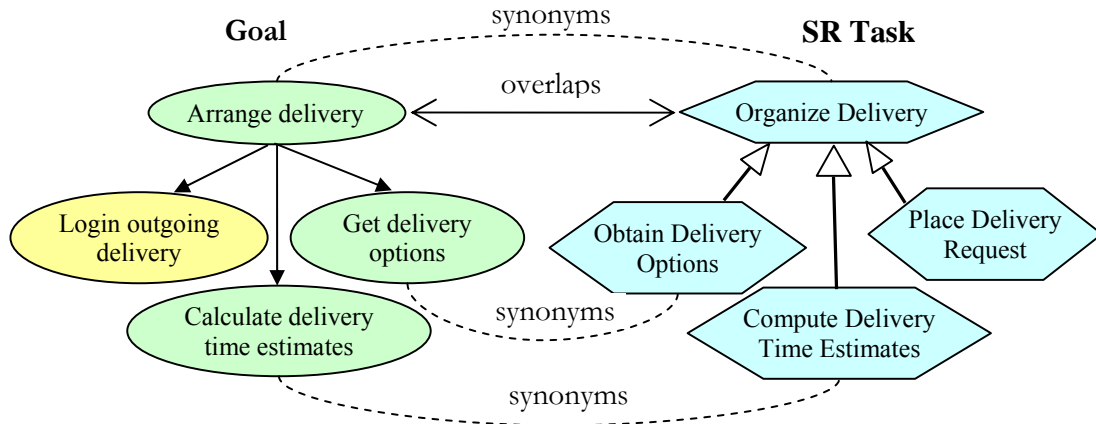 synonyms
Goal
SR Task
overlaps
Arrange delivery
Organize Delivery
Login outgoing
delivery
Get delivery
options
Obtain Delivery
Options
Place Delivery
Request
Calculate delivery
time estimates
synonyms
Compute Delivery
Time Estimates
synonyms